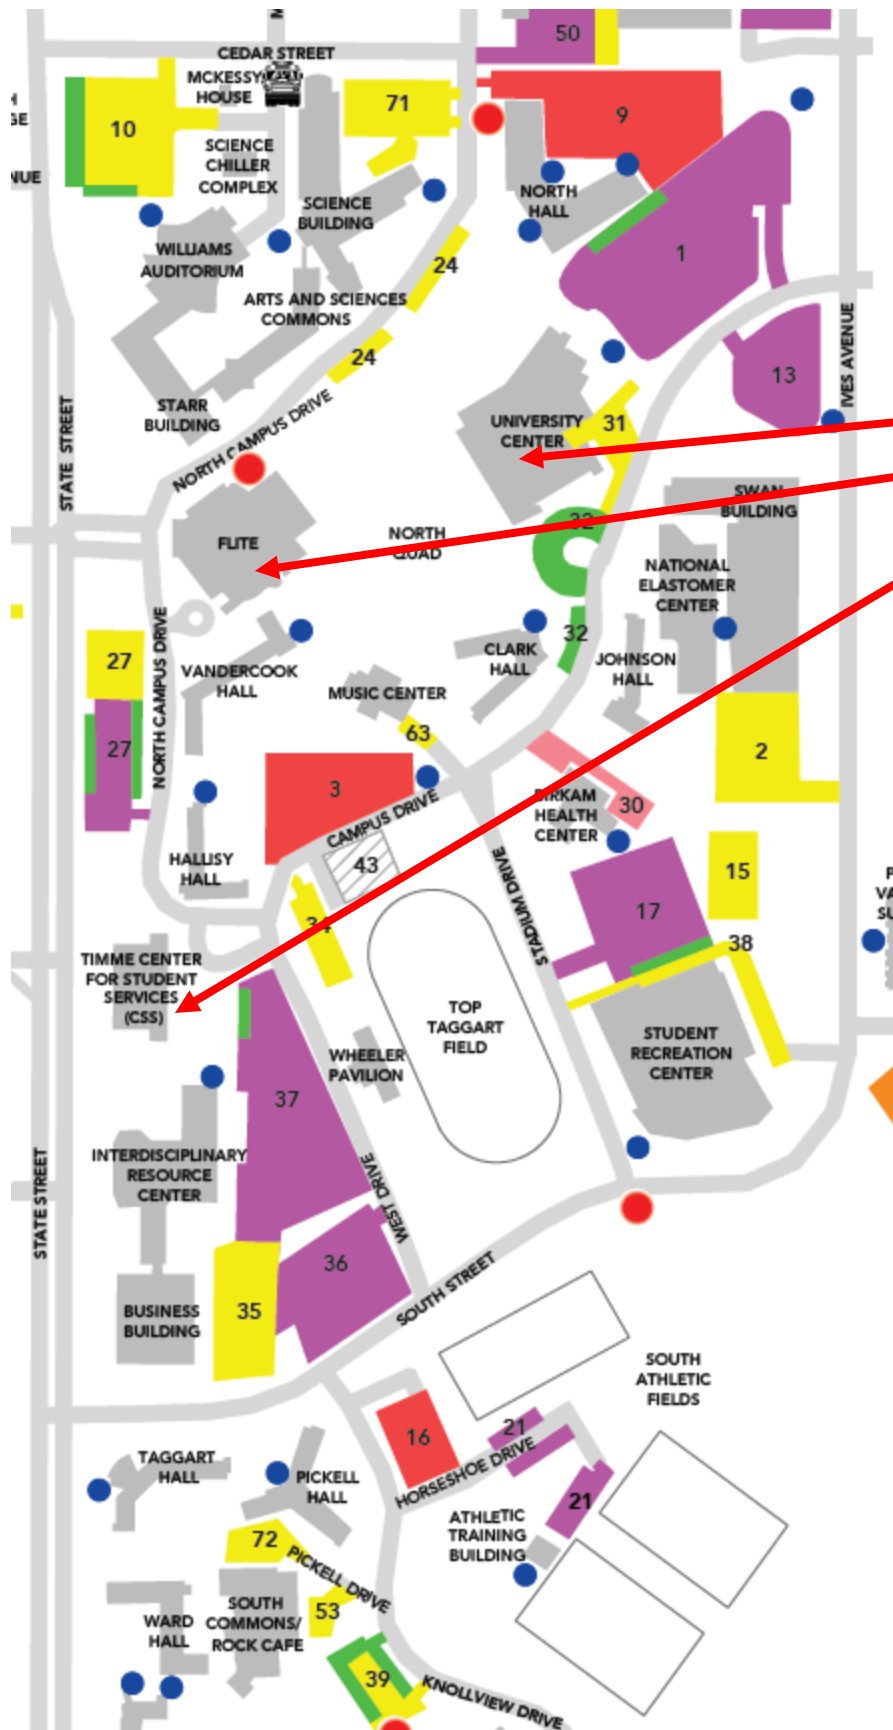 50
CEDAR STREET
MCKESSY
HOUSE
10
71
9
SCIENCE
CHILLER
COMPLEX
NUE
SCIENCE
BUILDING
NORTH
HALL
WILLIAMS
AUDITORIUM
1
24
ARTS AND SCIENCES
COMMONS
24
13
IVES AVENUE
STARR
BUILDING
NORTH CAMPUS DRIVE
STATE STREET
UNIVERSITY
CENTER
31
SWAN
BUILDING
32
FLITE
NORTH
QUAD
NATIONAL
ELASTOMER
CENTER
32
CLARK
HALL
JOHNSON
HALL
27
VANDERCOOK
HALL
NORTH CAMPUS DRIVE
MUSIC CENTER
63
27
2
3
CAMPUS DRIVE
BIRKAM
HEALTH
CENTER
30
43
HALLISY
HALL
15
STADIUM DRIVE
17
34
38
TIMME CENTER
FOR STUDENT
SERVICES
(CSS)
TOP
TAGGART
FIELD
STUDENT
RECREATION
CENTER
WHEELER
PAVILION
37
INTERDISCIPLINARY
RESOURCE
CENTER
STATE STREET
WEST DRIVE
36
35
BUSINESS
BUILDING
SOUTH STREET
SOUTH
ATHLETIC
FIELDS
16
21
HORSESHOE DRIVE
TAGGART
HALL
PICKELL
HALL
21
ATHLETIC
TRAINING
BUILDING
72
PICKELL DRIVE
53
WARD
HALL
SOUTH
COMMONS/
ROCK CAFE
39
KNOLLVIEW DRIVE